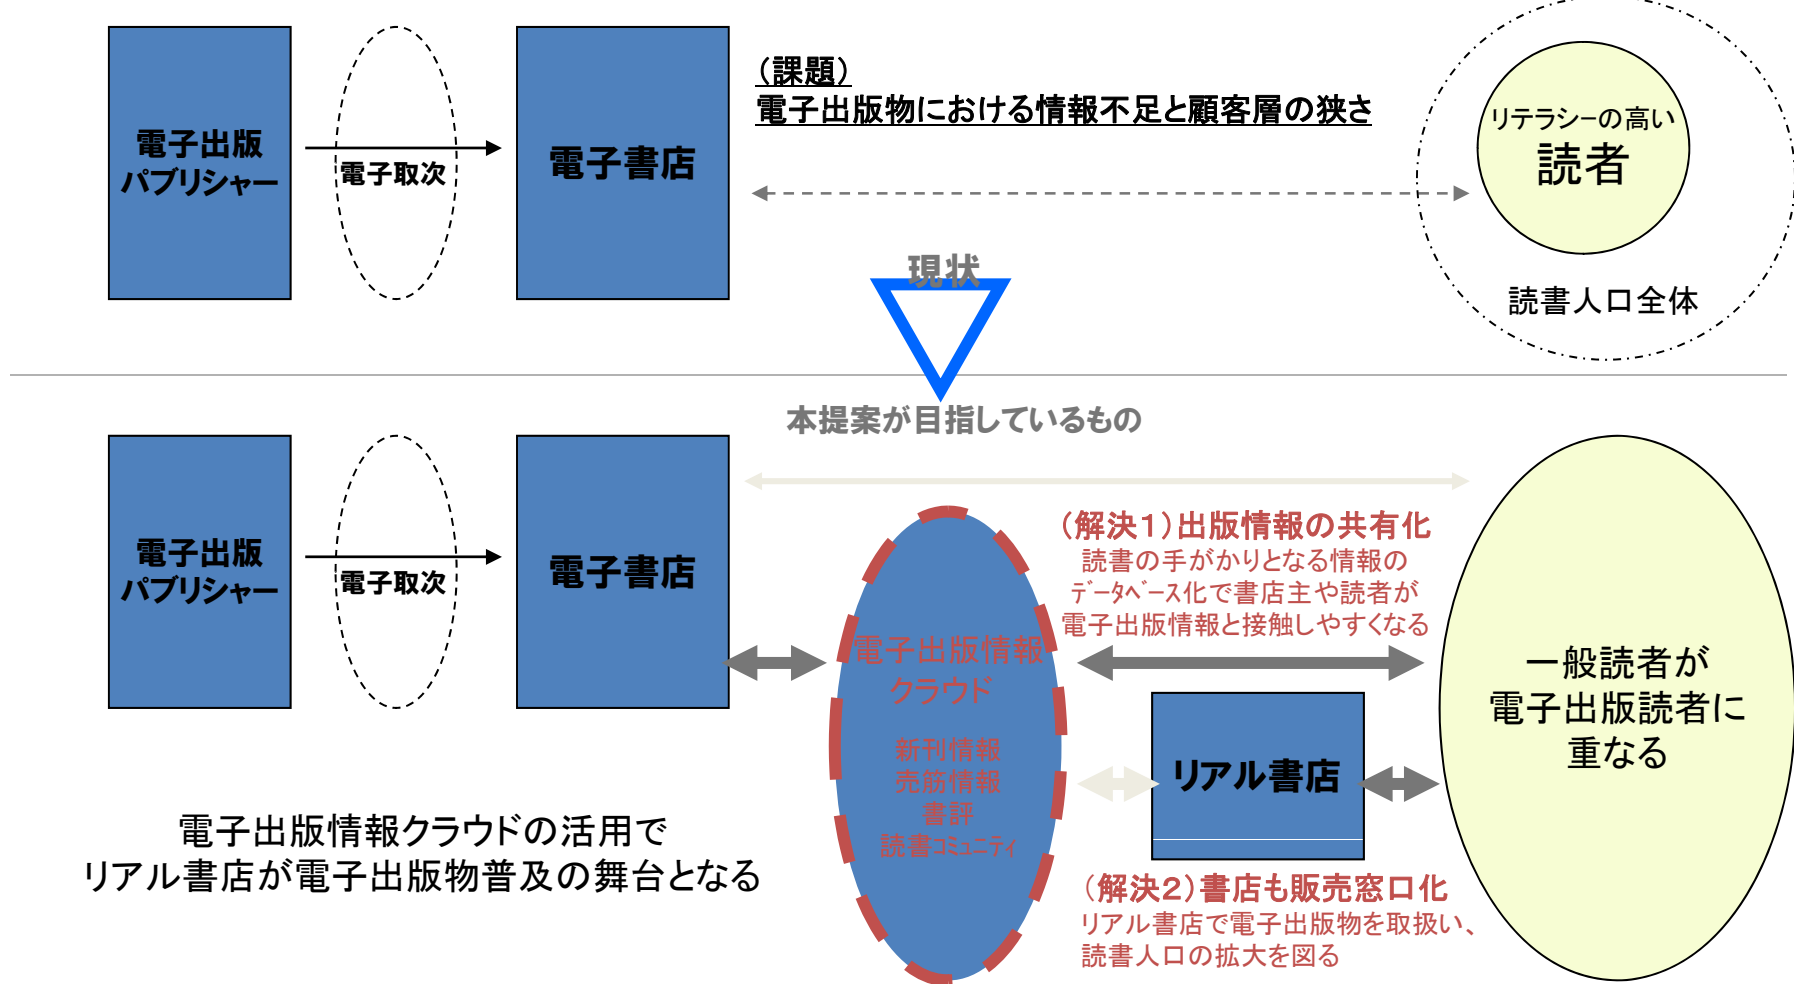 電子出版
パブリシャー
電子取次
電子書店
（課題）
電子出版物における情報不足と顧客層の狭さ
リテラシーの高い
読者
読書人口全体
現状
本提案が目指しているもの
電子出版
パブリシャー
電子取次
電子書店
（解決１）出版情報の共有化
読書の手がかりとなる情報の
ﾃﾞｰﾀﾍﾞｰｽ化で書店主や読者が
電子出版情報と接触しやすくなる
電子出版情報
クラウド
新刊情報
売筋情報
書評
読書ｺﾐｭﾆﾃｨ
リアル書店
一般読者が
電子出版読者に
重なる
電子出版情報クラウドの活用で
リアル書店が電子出版物普及の舞台となる
（解決２）書店も販売窓口化
リアル書店で電子出版物を取扱い、
読書人口の拡大を図る